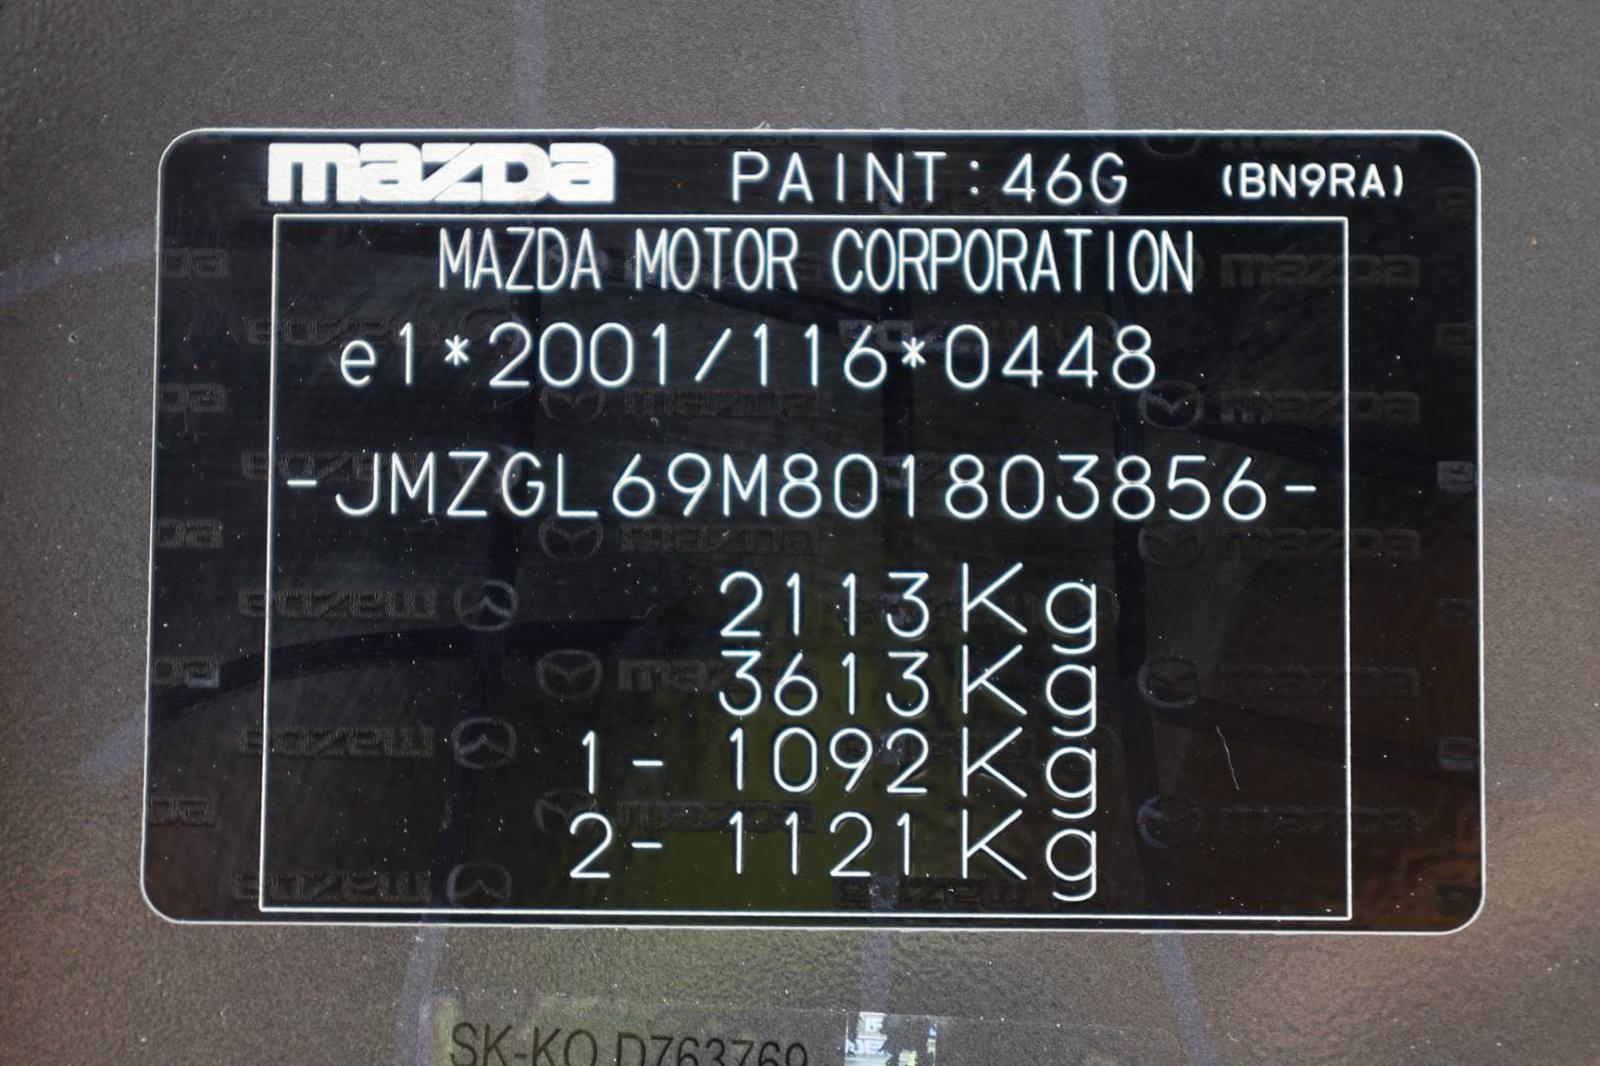 mazda PAINT:46G (BN9RA)
MAZDA MOTOR CORPORATION
e1*2001/116*0448
-JMZGL69M801803856-
2113Kg
3613Kg
1- 1092Kg
2- 1121Kg
SK-KO D763769